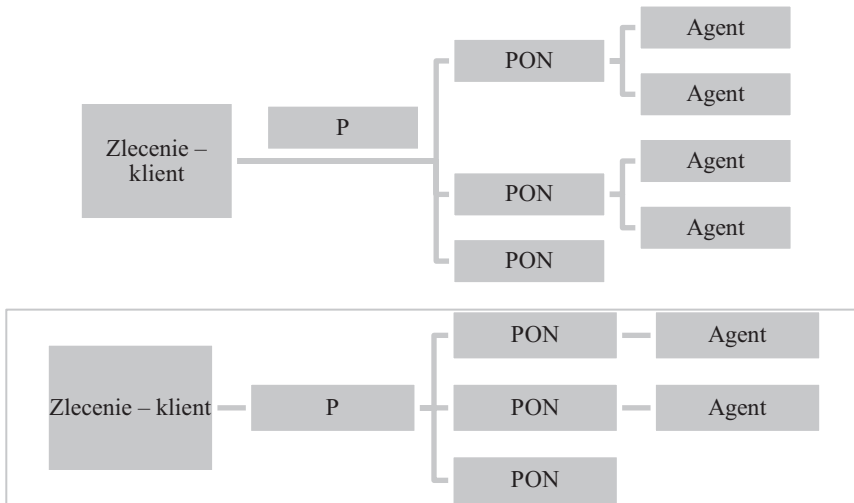 Agent
PON
Agent
P
Zlecenie –
klient
Agent
PON
Agent
PON
PON
Agent
Zlecenie – klient
P
PON
Agent
PON